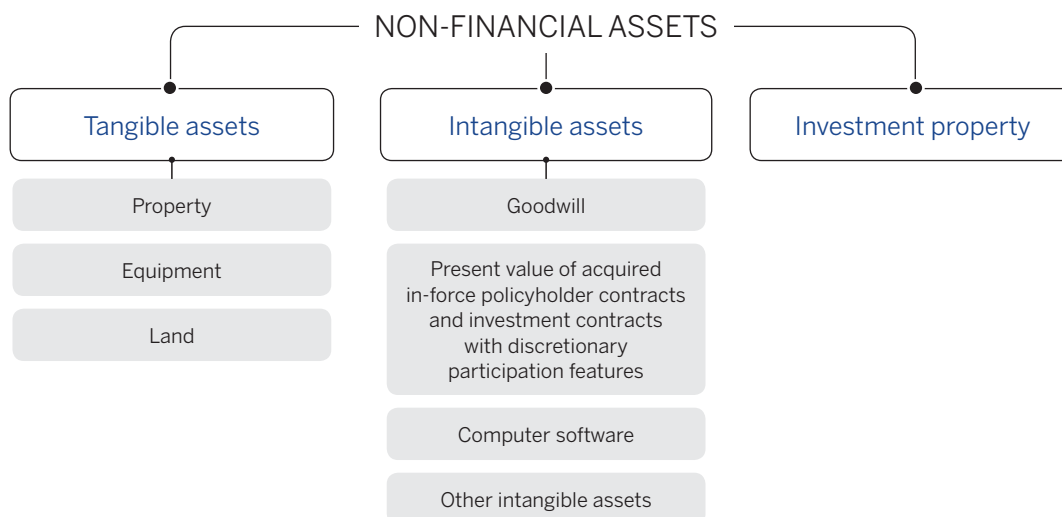 NON-FINANCIAL ASSETS
Tangible assets
Property
Equipment
Land
Intangible assets
Goodwill
Present value of acquired
in-force policyholder contracts
and investment contracts
with discretionary
participation features
Computer software
Other intangible assets
Investment property